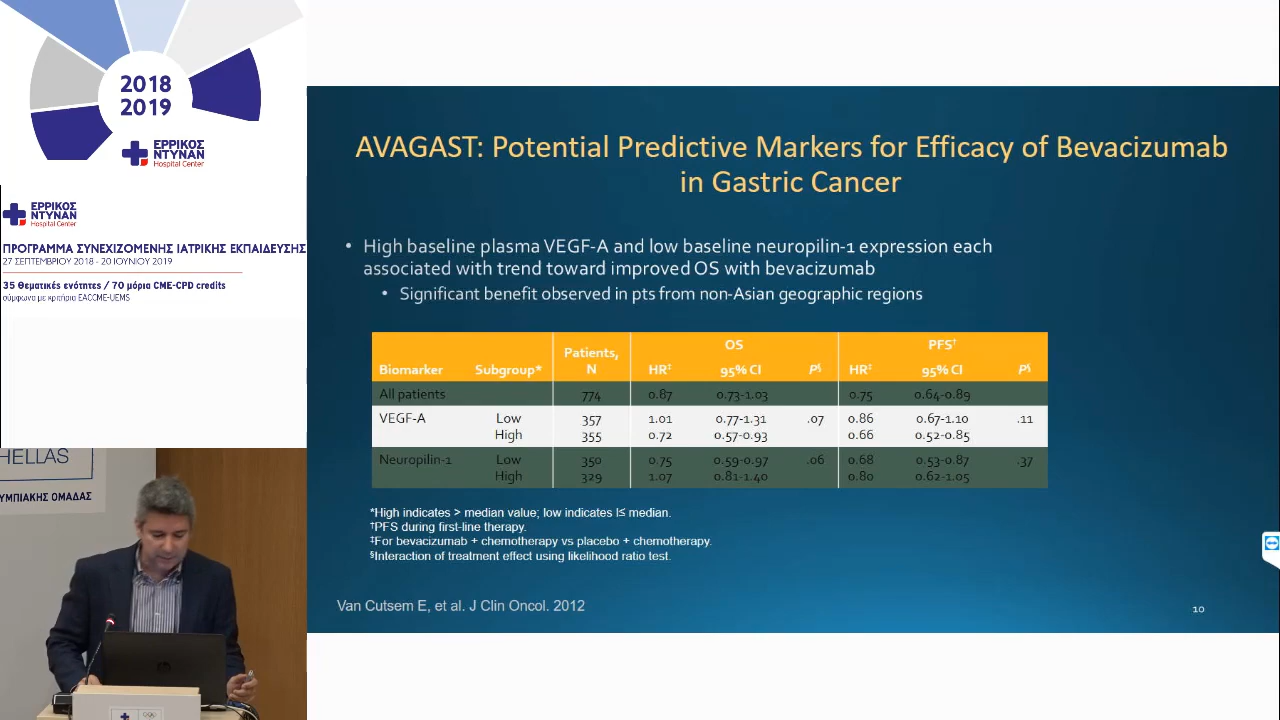 2018
2019
ΕΡΡΙΚΟΣ
ΝΤΥΝΑΝ
Hospital Center
ΕΡΡΙΚΟΣ
ΝΤΥΝΑΝ
Hospital Center
ΠΡΟΓΡΑΜΜΑ ΣΥΝΕΧΙΖΟΜΕΝΗΣ ΙΑΤΡΙΚΗΣ ΕΚΠΑΙΔΕΥΣΗΣ
27 ΣΕΠΤΕΜΒΡΙΟΥ 2018 - 20 ΙΟΥΝΙΟΥ 2019
35 Θεματικές ενότητες / 70 μόρια CME-CPD credits
σύμφωνα με κριτήρια EACCME-UEMS
HELLAS
ΥΜΠΙΑΚΗΣ ΟΜΑΔΑΣ
AVAGAST: Potential Predictive Markers for Efficacy of Bevacizumab
in Gastric Cancer
• High baseline plasma VEGF-A and low baseline neuropilin-1 expression each
associated with trend toward improved OS with bevacizumab
• Significant benefit observed in pts from non-Asian geographic regions
Biomarker Subgroup* Patients, N OS PFS†
HR‡ 95% CI P§ HR‡ 95% CI P§
All patients 774 0.87 0.73-1.03 0.75 0.64-0.89
VEGF-A Low 357 1.01 0.77-1.31 .07 0.86 0.67-1.10 .11
High 355 0.72 0.57-0.93 0.66 0.52-0.85
Neuropilin-1 Low 350 0.75 0.59-0.97 .06 0.68 0.53-0.87 .37
High 329 1.07 0.81-1.40 0.80 0.62-1.05
*High indicates > median value; low indicates l≤ median.
†PFS during first-line therapy.
‡For bevacizumab + chemotherapy vs placebo + chemotherapy.
§Interaction of treatment effect using likelihood ratio test.
Van Cutsem E, et al. J Clin Oncol. 2012
10